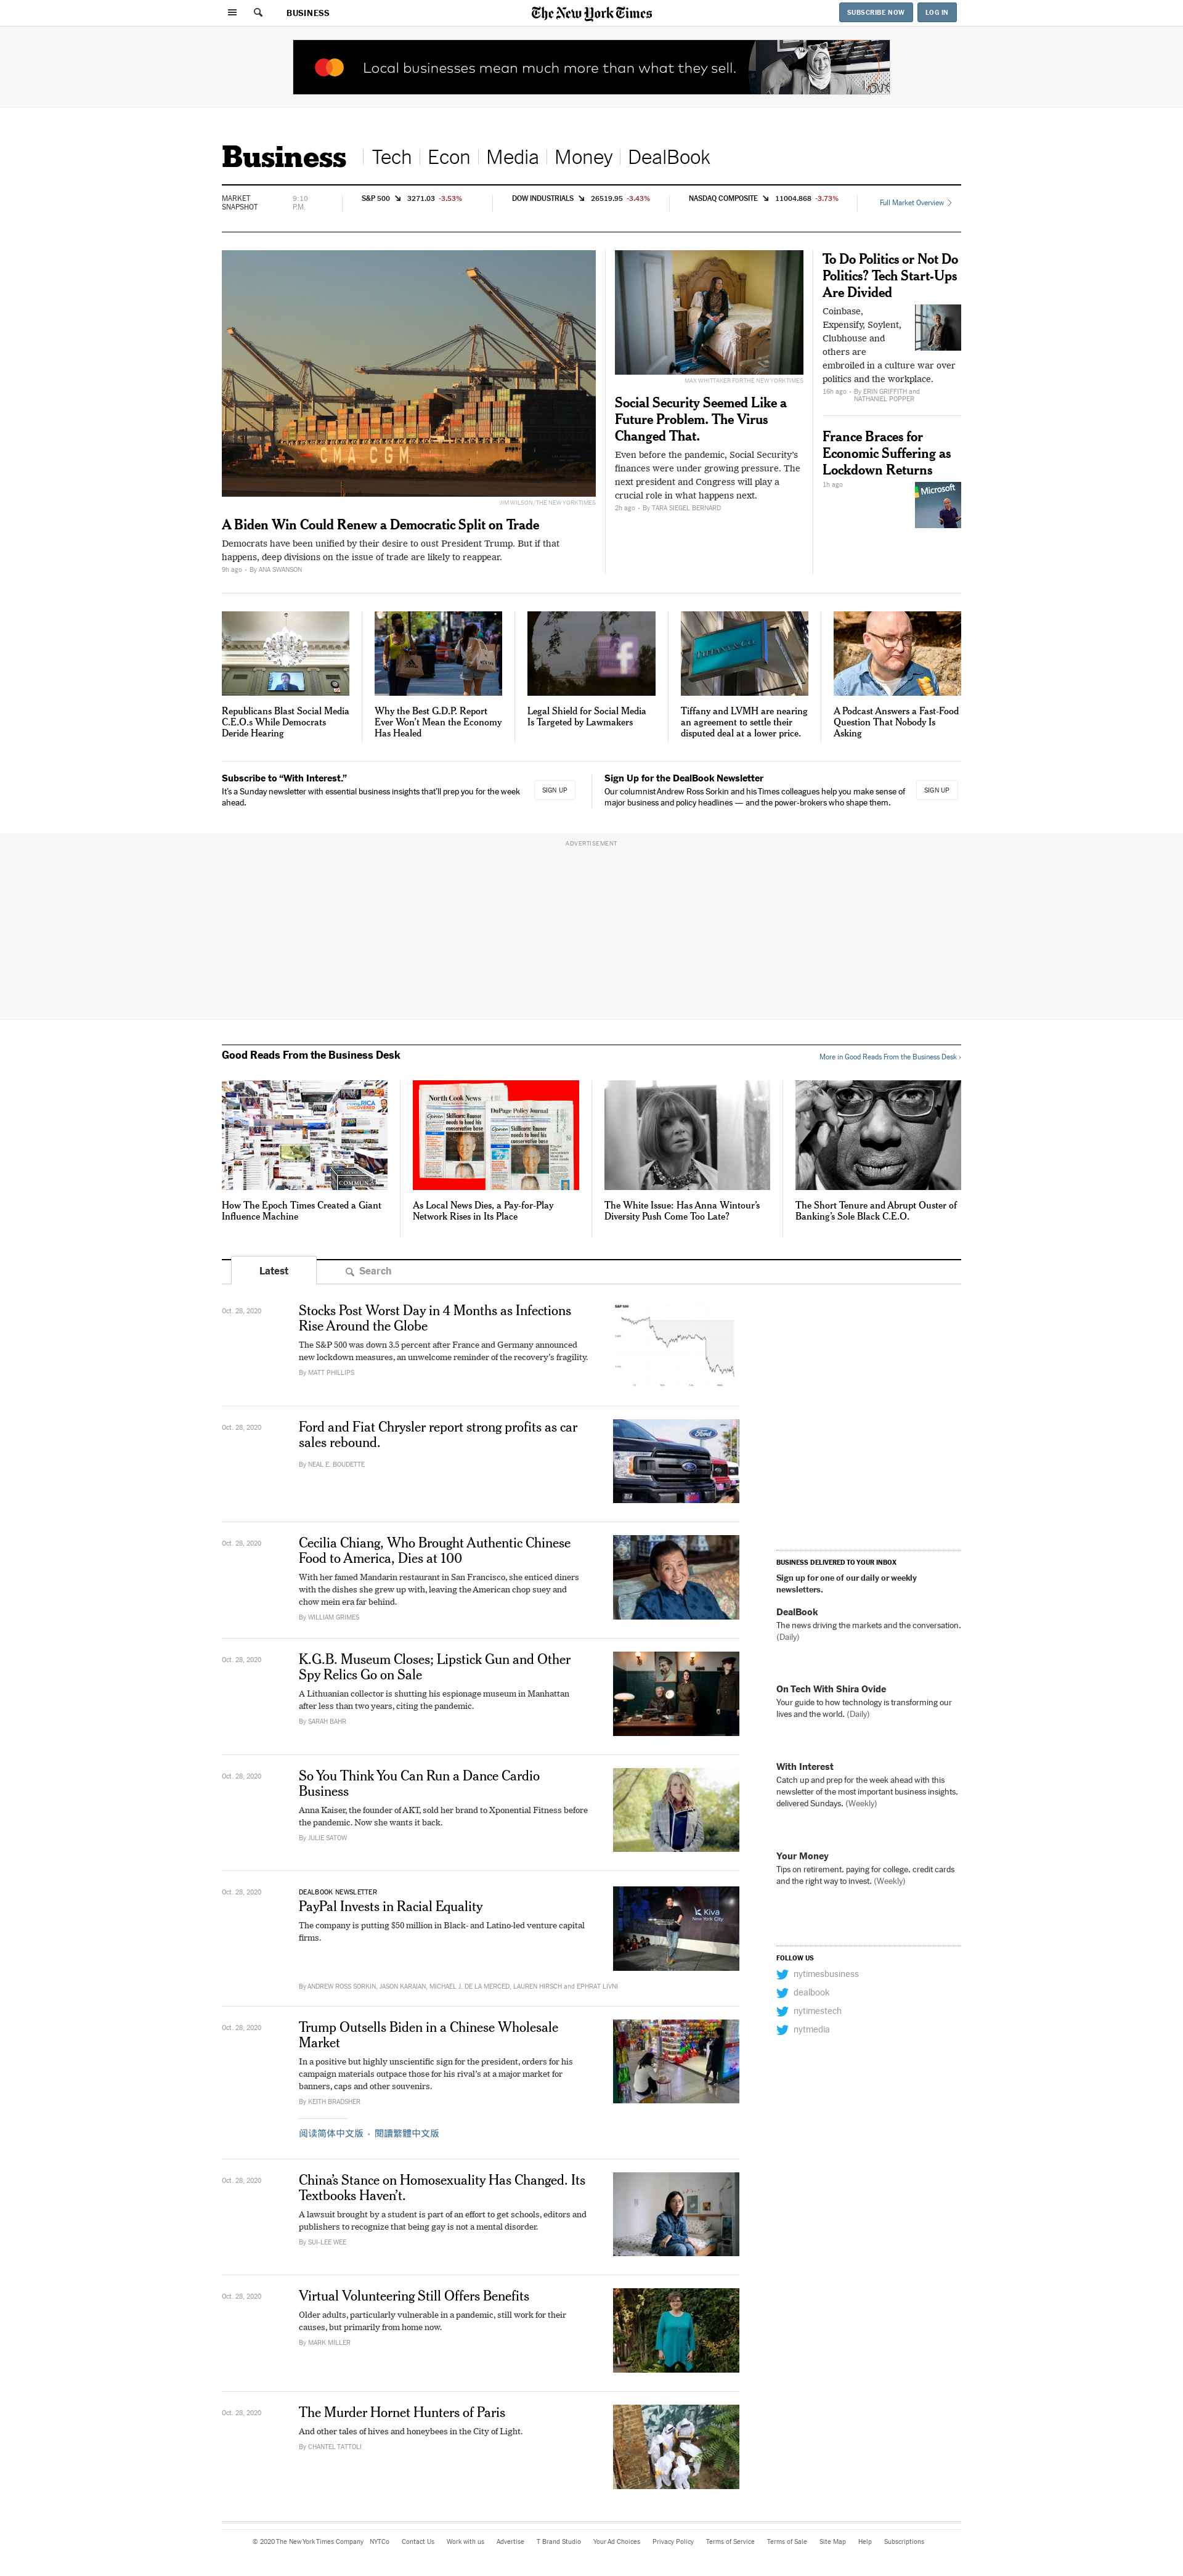 BUSINESS
The New York Times
SUBSCRIBE NOW
LOG IN
Local businesses mean much more than what they sell.
Business
Tech
Econ
Media
Money
DealBook
MARKET
SNAPSHOT
9:10
P.M.
S&P 500 3271.03 -3.53%
DOW INDUSTRIALS 26519.95 -3.43%
NASDAQ COMPOSITE 11004.868 -3.73%
Full Market Overview
CMA CGM
JIM WILSON/THE NEW YORK TIMES
A Biden Win Could Renew a Democratic Split on Trade
Democrats have been unified by their desire to oust President Trump. But if that
happens, deep divisions on the issue of trade are likely to reappear.
9h ago • By ANA SWANSON
MAX WHITTAKER FOR THE NEW YORK TIMES
Social Security Seemed Like a
Future Problem. The Virus
Changed That.
Even before the pandemic, Social Security's
finances were under growing pressure. The
next president and Congress will play a
crucial role in what happens next.
2h ago • By TARA SIEGEL BERNARD
To Do Politics or Not Do
Politics? Tech Start-Ups
Are Divided
Coinbase,
Expensify, Soylent,
Clubhouse and
others are
embroiled in a culture war over
politics and the workplace.
16h ago • By ERIN GRIFFITH and
NATHANIEL POPPER
France Braces for
Economic Suffering as
Lockdown Returns
1h ago
Microsoft
TIFFANY & CO.
Republicans Blast Social Media
C.E.O.s While Democrats
Deride Hearing
Why the Best G.D.P. Report
Ever Won't Mean the Economy
Has Healed
Legal Shield for Social Media
Is Targeted by Lawmakers
Tiffany and LVMH are nearing
an agreement to settle their
disputed deal at a lower price.
A Podcast Answers a Fast-Food
Question That Nobody Is
Asking
Subscribe to “With Interest.”
It's a Sunday newsletter with essential business insights that'll prep you for the week
ahead.
SIGN UP
Sign Up for the DealBook Newsletter
Our columnist Andrew Ross Sorkin and his Times colleagues help you make sense of
major business and policy headlines — and the power-brokers who shape them.
SIGN UP
ADVERTISEMENT
Good Reads From the Business Desk
More in Good Reads From the Business Desk ›
North Cook News
DuPage Policy Journal
How The Epoch Times Created a Giant
Influence Machine
As Local News Dies, a Pay-for-Play
Network Rises in Its Place
The White Issue: Has Anna Wintour's
Diversity Push Come Too Late?
The Short Tenure and Abrupt Ouster of
Banking's Sole Black C.E.O.
Latest
Search
Oct. 28, 2020
Stocks Post Worst Day in 4 Months as Infections
Rise Around the Globe
The S&P 500 was down 3.5 percent after France and Germany announced
new lockdown measures, an unwelcome reminder of the recovery's fragility.
By MATT PHILLIPS
S&P 500
Oct. 28, 2020
Ford and Fiat Chrysler report strong profits as car
sales rebound.
By NEAL E. BOUDETTE
Ford
Oct. 28, 2020
Cecilia Chiang, Who Brought Authentic Chinese
Food to America, Dies at 100
With her famed Mandarin restaurant in San Francisco, she enticed diners
with the dishes she grew up with, leaving the American chop suey and
chow mein era far behind.
By WILLIAM GRIMES
Oct. 28, 2020
K.G.B. Museum Closes; Lipstick Gun and Other
Spy Relics Go on Sale
A Lithuanian collector is shutting his espionage museum in Manhattan
after less than two years, citing the pandemic.
By SARAH BAHR
Oct. 28, 2020
So You Think You Can Run a Dance Cardio
Business
Anna Kaiser, the founder of AKT, sold her brand to Xponential Fitness before
the pandemic. Now she wants it back.
By JULIE SATOW
Oct. 28, 2020
DEALBOOK NEWSLETTER
PayPal Invests in Racial Equality
The company is putting $50 million in Black- and Latino-led venture capital
firms.
By ANDREW ROSS SORKIN, JASON KARAIAN, MICHAEL J. DE LA MERCED, LAUREN HIRSCH and EPHRAT LIVNI
Kiva
New York City
Oct. 28, 2020
Trump Outsells Biden in a Chinese Wholesale
Market
In a positive but highly unscientific sign for the president, orders for his
campaign materials outpace those for his rival's at a major market for
banners, caps and other souvenirs.
By KEITH BRADSHER
阅读简体中文版 • 閱讀繁體中文版
Oct. 28, 2020
China's Stance on Homosexuality Has Changed. Its
Textbooks Haven't.
A lawsuit brought by a student is part of an effort to get schools, editors and
publishers to recognize that being gay is not a mental disorder.
By SUI-LEE WEE
Oct. 28, 2020
Virtual Volunteering Still Offers Benefits
Older adults, particularly vulnerable in a pandemic, still work for their
causes, but primarily from home now.
By MARK MILLER
Oct. 28, 2020
The Murder Hornet Hunters of Paris
And other tales of hives and honeybees in the City of Light.
By CHANTEL TATTOLI
BUSINESS DELIVERED TO YOUR INBOX
Sign up for one of our daily or weekly
newsletters.
DealBook
The news driving the markets and the conversation.
(Daily)
On Tech With Shira Ovide
Your guide to how technology is transforming our
lives and the world. (Daily)
With Interest
Catch up and prep for the week ahead with this
newsletter of the most important business insights,
delivered Sundays. (Weekly)
Your Money
Tips on retirement, paying for college, credit cards
and the right way to invest. (Weekly)
FOLLOW US
nytimesbusiness
dealbook
nytimestech
nytmedia
© 2020 The New York Times Company NYTCo Contact Us Work with us Advertise T Brand Studio Your Ad Choices Privacy Policy Terms of Service Terms of Sale Site Map Help Subscriptions